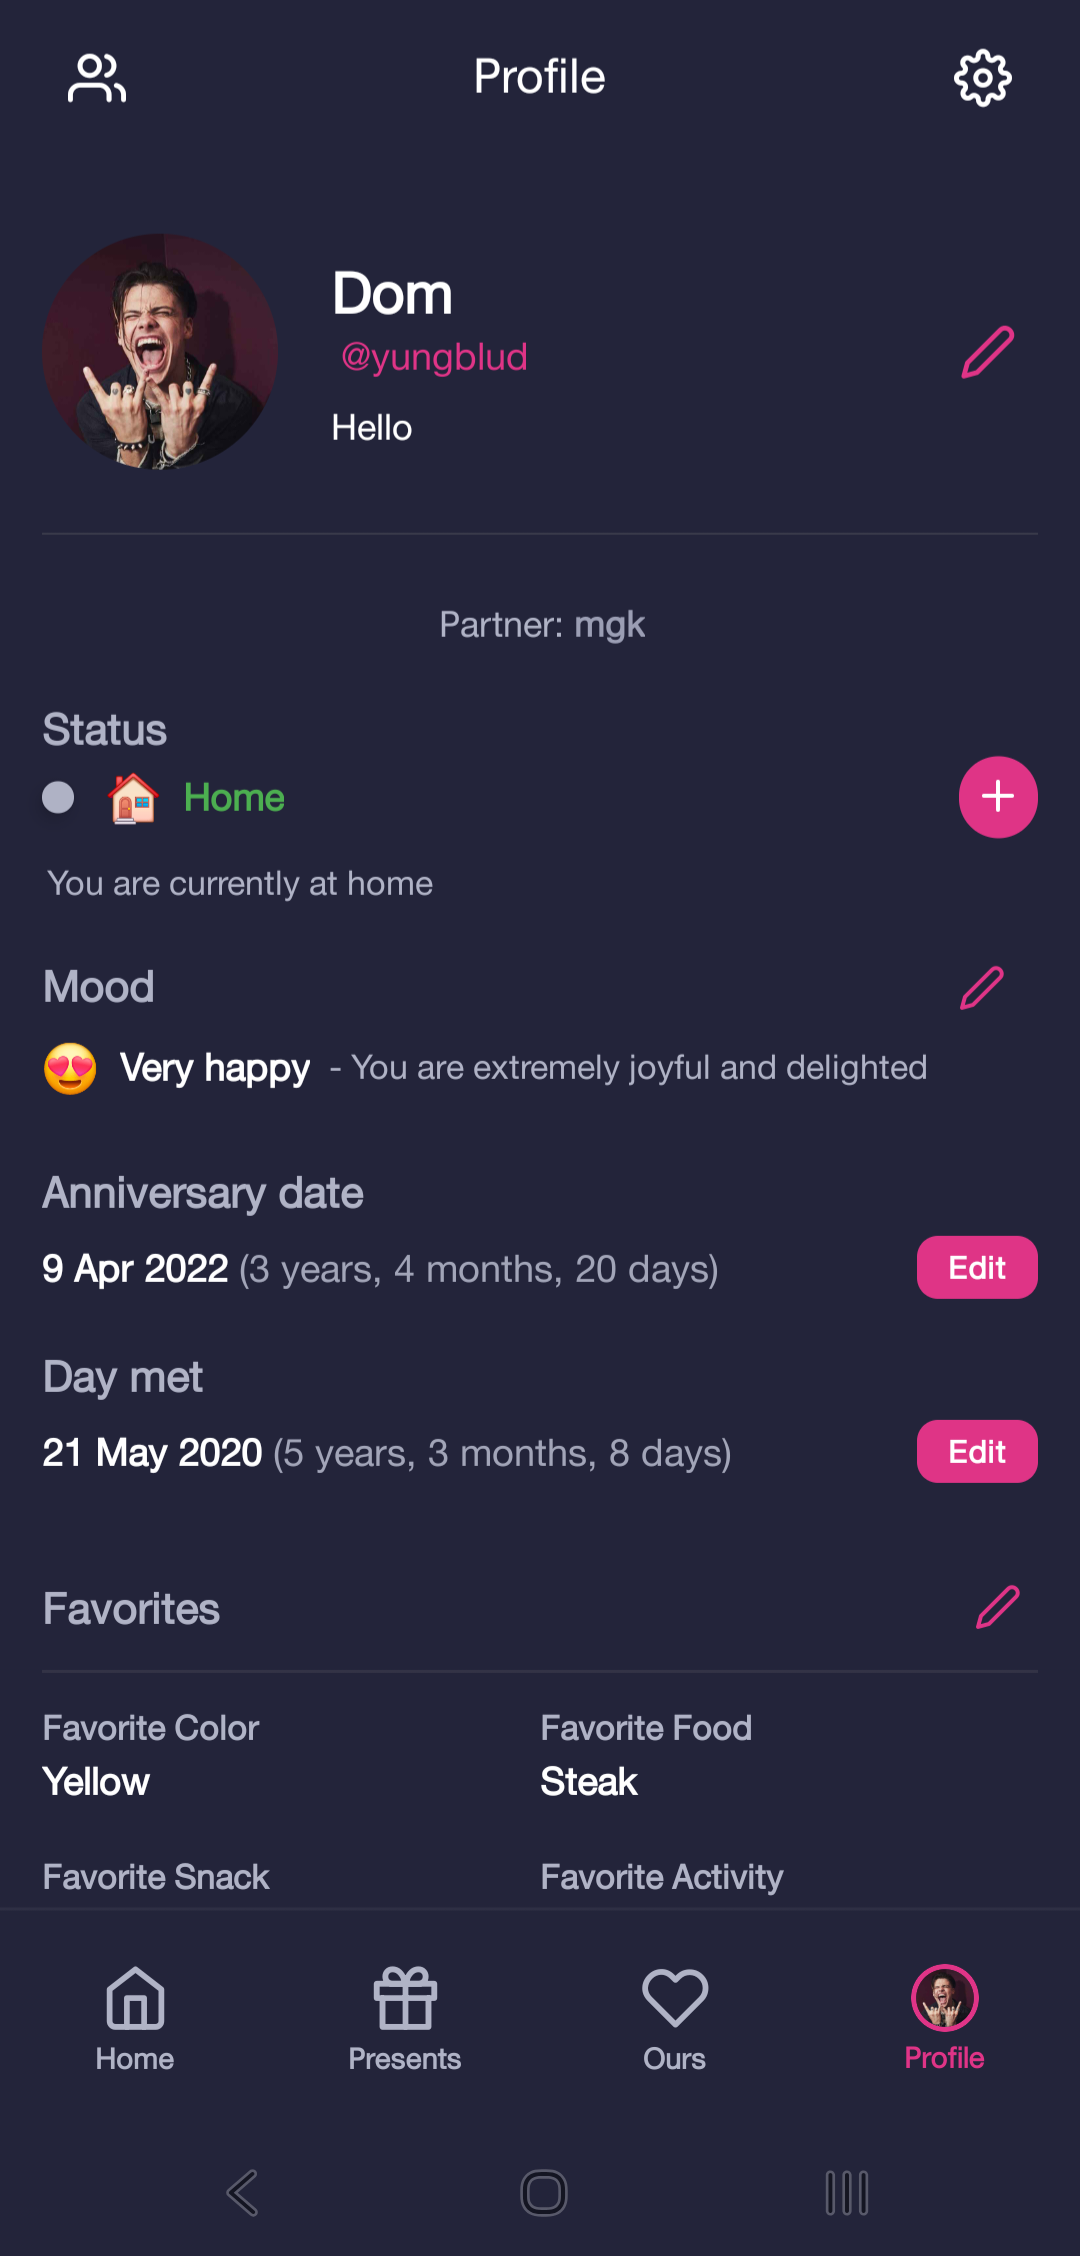 Profile
Dom
@yungblud
Hello
Partner: mgk
Status
Home
You are currently at home
Mood
Very happy - You are extremely joyful and delighted
Anniversary date
9 Apr 2022 (3 years, 4 months, 20 days)
Edit
Day met
21 May 2020 (5 years, 3 months, 8 days)
Edit
Favorites
Favorite Color
Yellow
Favorite Food
Steak
Favorite Snack
Favorite Activity
Home
Presents
Ours
Profile